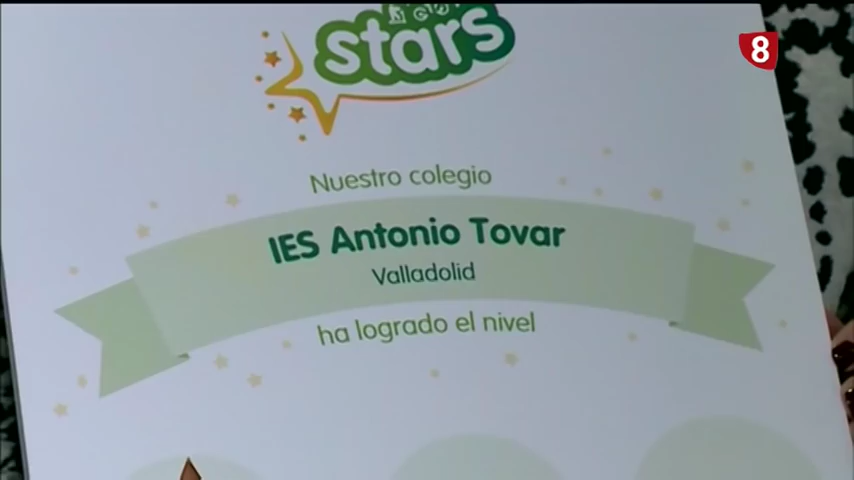 stars
8
Nuestro colegio
IES Antonio Tovar
Valladolid
ha logrado el nivel